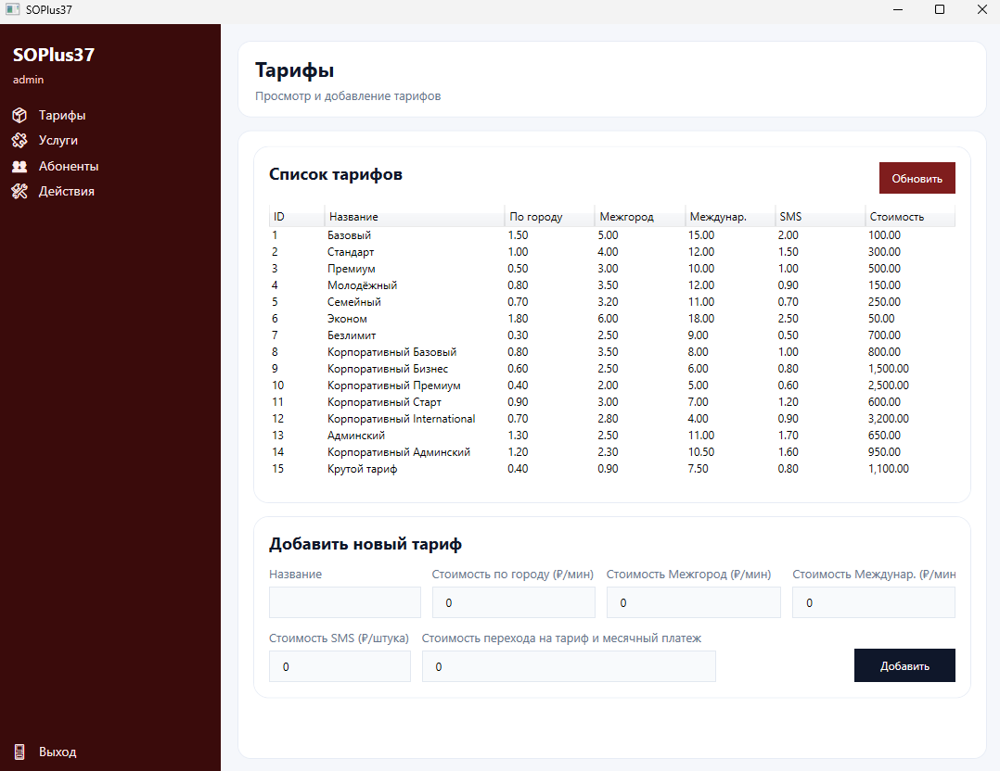 SOPlus37
SOPlus37
admin
Тарифы
Услуги
Абоненты
Действия
Выход
Тарифы
Просмотр и добавление тарифов
Список тарифов
Обновить
ID Название По городу Межгород Междунар. SMS Стоимость
1 Базовый 1.50 5.00 15.00 2.00 100.00
2 Стандарт 1.00 4.00 12.00 1.50 300.00
3 Премиум 0.50 3.00 10.00 1.00 500.00
4 Молодёжный 0.80 3.50 12.00 0.90 150.00
5 Семейный 0.70 3.20 11.00 0.70 250.00
6 Эконом 1.80 6.00 18.00 2.50 50.00
7 Безлимит 0.30 2.50 9.00 0.50 700.00
8 Корпоративный Базовый 0.80 3.50 8.00 1.00 800.00
9 Корпоративный Бизнес 0.60 2.50 6.00 0.80 1,500.00
10 Корпоративный Премиум 0.40 2.00 5.00 0.60 2,500.00
11 Корпоративный Старт 0.90 3.00 7.00 1.20 600.00
12 Корпоративный International 0.70 2.80 4.00 0.90 3,200.00
13 Админский 1.30 2.50 11.00 1.70 650.00
14 Корпоративный Админский 1.20 2.30 10.50 1.60 950.00
15 Крутой тариф 0.40 0.90 7.50 0.80 1,100.00
Добавить новый тариф
Название Стоимость по городу (₽/мин) Стоимость Межгород (₽/мин) Стоимость Междунар. (₽/мин
0 0 0
Стоимость SMS (₽/штука) Стоимость перехода на тариф и месячный платеж
0 0
Добавить